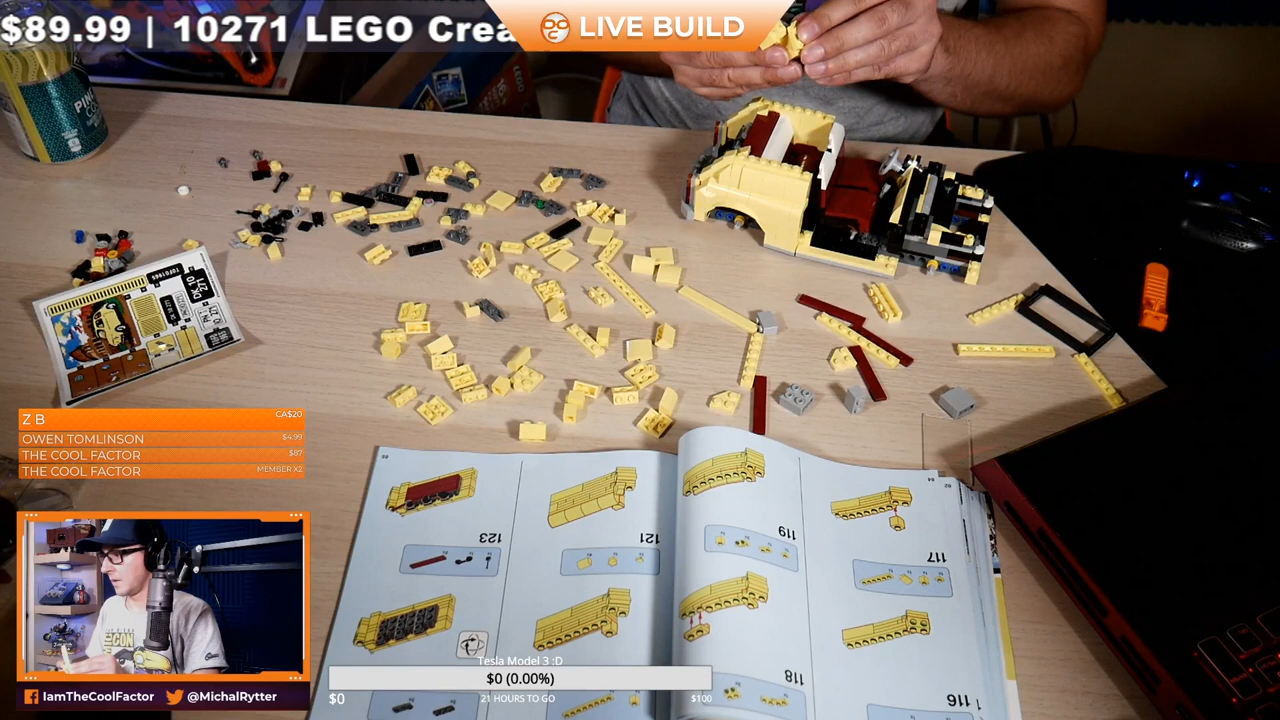 $89.99 | 10271 LEGO Crea
LIVE BUILD
Z B
CA$20
OWEN TOMLINSON
$4.99
THE COOL FACTOR
$87
THE COOL FACTOR
MEMBER X2
123
121
119
117
118
116
Tesla Model 3 :D
$0 (0.00%)
$0
21 HOURS TO GO
$100
IamTheCoolFactor
@MichalRytter